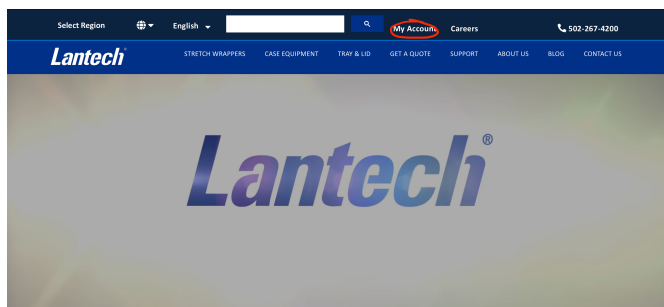 Select Region English My Account Careers 502-267-4200
Lantech STRETCH WRAPPERS CASE EQUIPMENT TRAY & LID GET A QUOTE SUPPORT ABOUT US BLOG CONTACT US
Lantech®